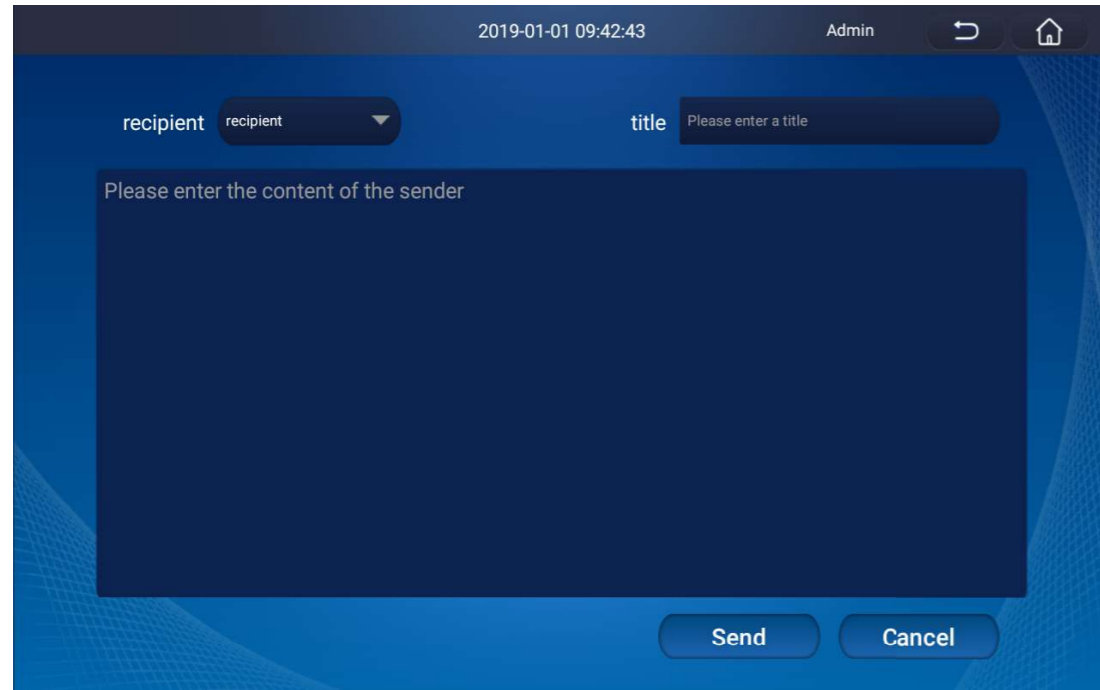 2019-01-01 09:42:43 Admin
recipient recipient title Please enter a title
Please enter the content of the sender
Send Cancel